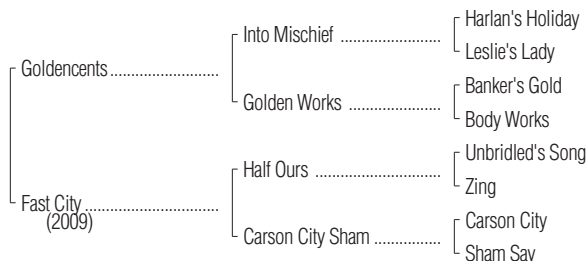 Harlan's Holiday
Into Mischief ....................
Leslie's Lady
Goldencents ......................
Banker's Gold
Golden Works ...................
Body Works
Unbridled's Song
Half Ours ..........................
Zing
Fast City ...........................
(2009)
Carson City
Carson City Sham .............
Sham Say